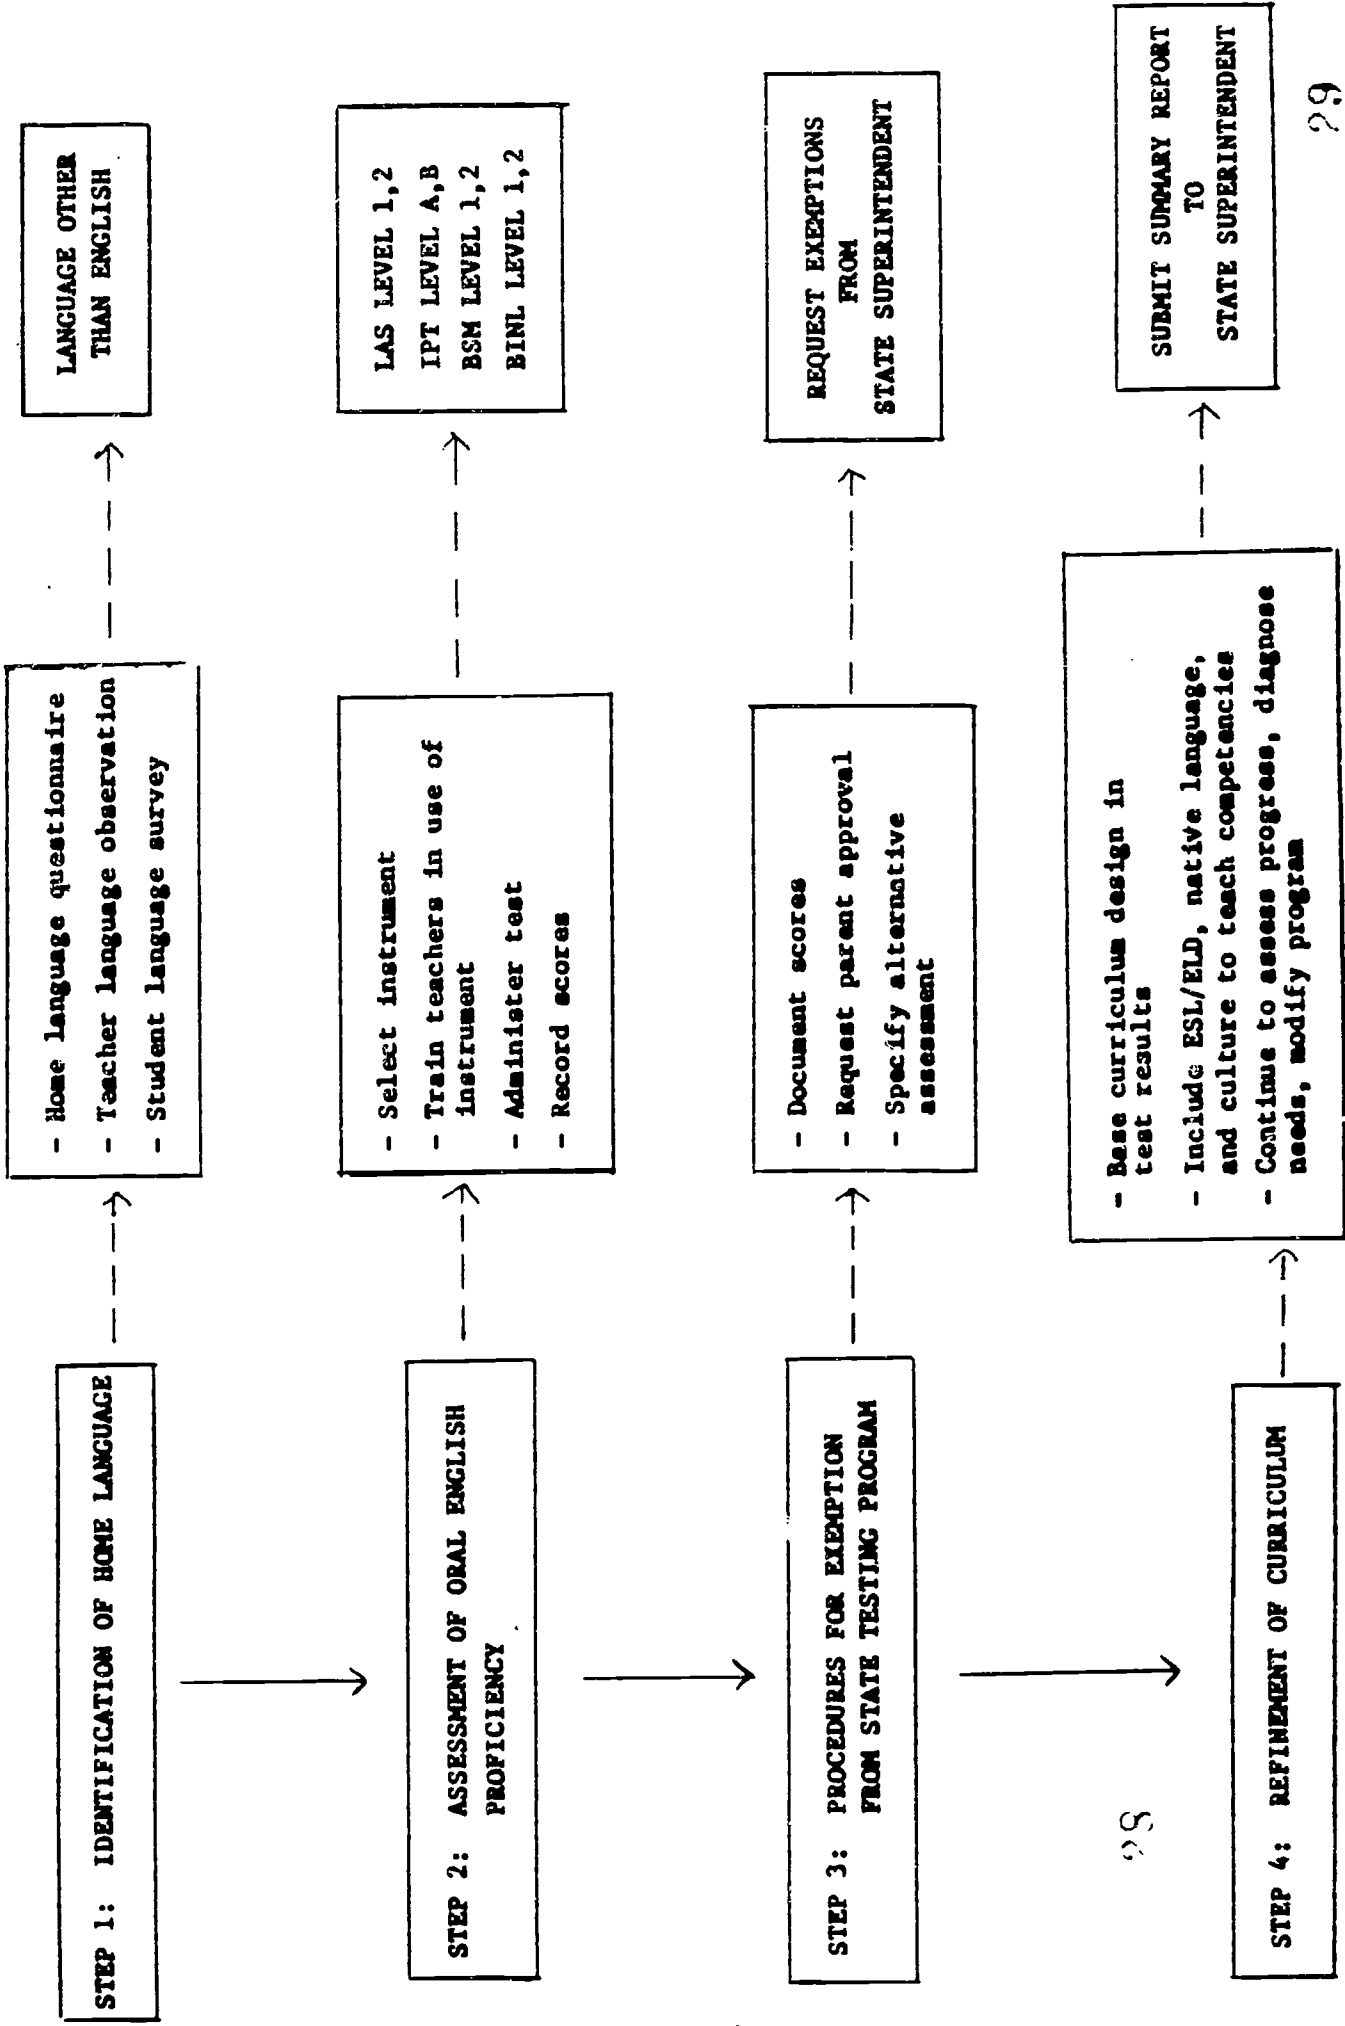 STEP 1: IDENTIFICATION OF HOME LANGUAGE
- Home language questionnaire
- Teacher language observation
- Student language survey
LANGUAGE OTHER
THAN ENGLISH
STEP 2: ASSESSMENT OF ORAL ENGLISH
PROFICIENCY
- Select instrument
- Train teachers in use of
instrument
- Administer test
- Record scores
LAS LEVEL 1,2
IPT LEVEL A,B
BSM LEVEL 1,2
BINL LEVEL 1,2
STEP 3: PROCEDURES FOR EXEMPTION
FROM STATE TESTING PROGRAM
- Document scores
- Request parent approval
- Specify alternative
assessment
REQUEST EXEMPTIONS
FROM
STATE SUPERINTENDENT
STEP 4: REFINEMENT OF CURRICULUM
- Base curriculum design in
test results
- Include ESL/ELD, native language,
and culture to teach competencies
- Continue to assess progress, diagnose
needs, modify program
SUBMIT SUMMARY REPORT
TO
STATE SUPERINTENDENT
28
29